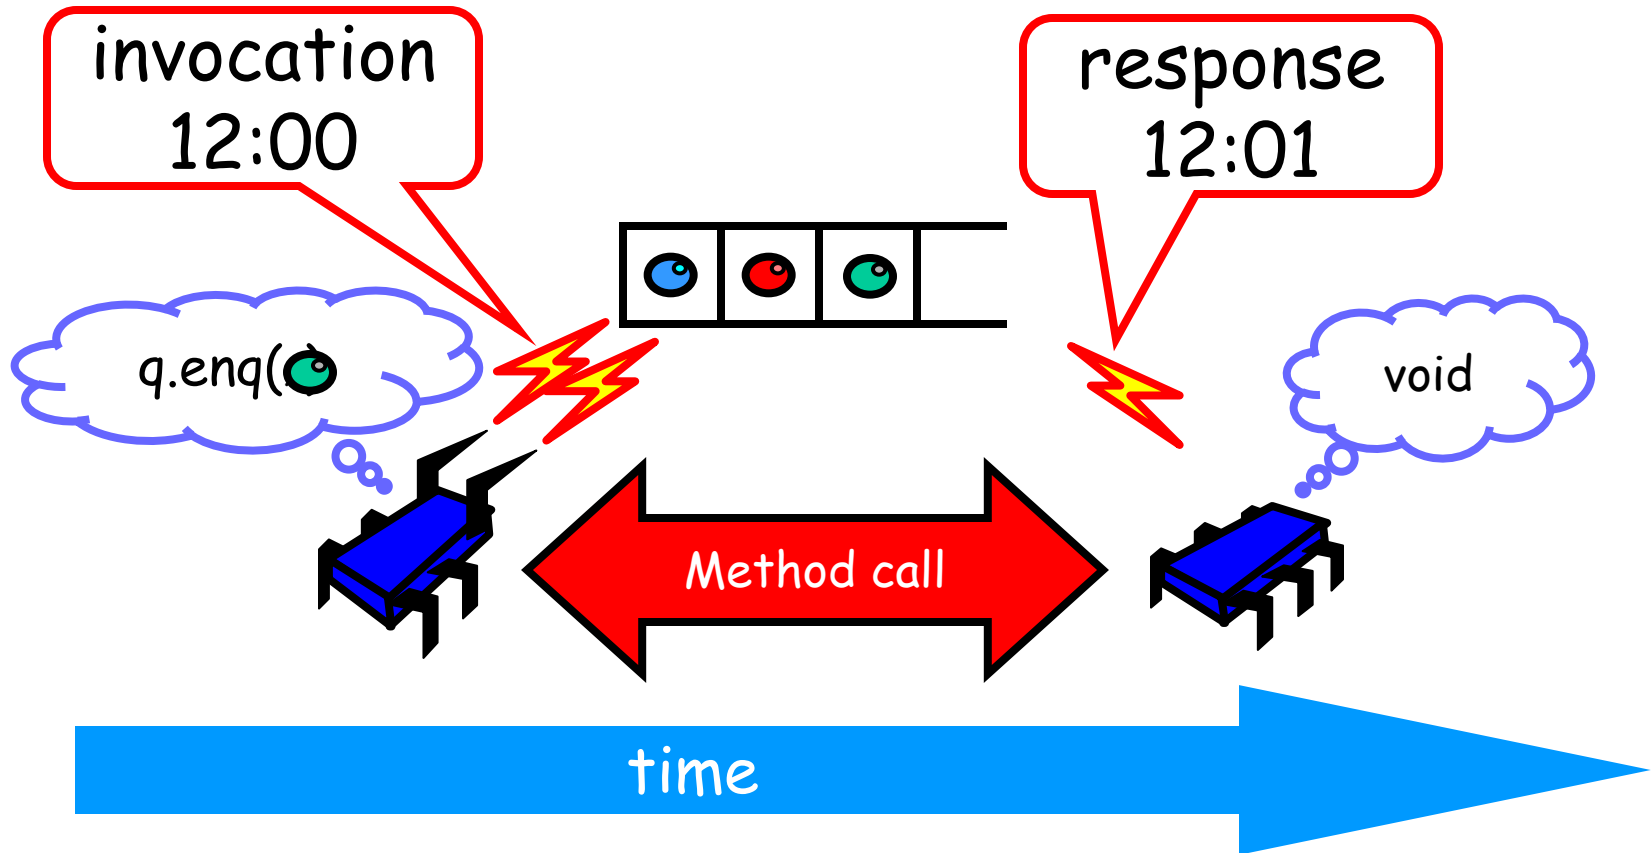 invocation
12:00
response
12:01
q.enq( )
void
Method call
time